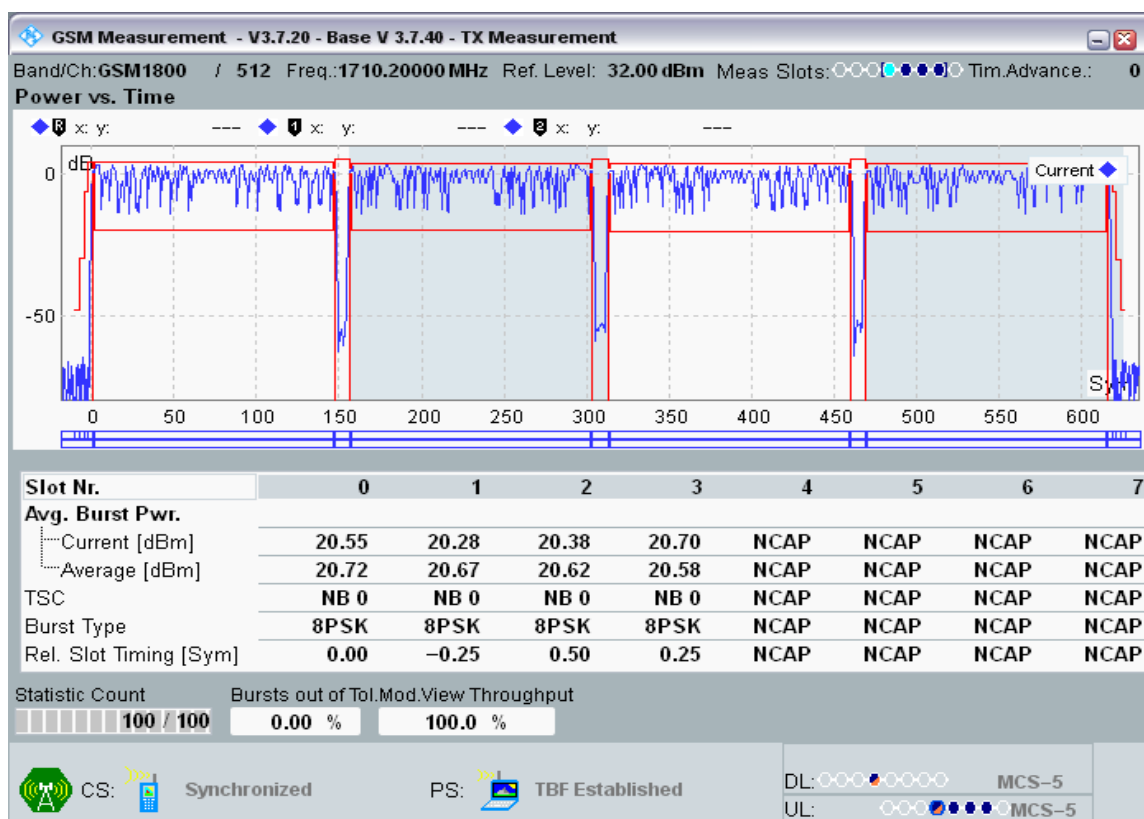 GSM Measurement - V3.7.20 - Base V 3.7.40 - TX Measurement
Band/Ch:GSM1800 / 512 Freq.:1710.20000 MHz Ref. Level: 32.00 dBm Meas Slots: Tim.Advance.: 0
Power vs. Time
R x: y: --- 1 x: y: --- 2 x: y: ---
dB
Current
0
-50
Sym
0 50 100 150 200 250 300 350 400 450 500 550 600
Slot Nr. 0 1 2 3 4 5 6 7
Avg. Burst Pwr.
Current [dBm] 20.55 20.28 20.38 20.70 NCAP NCAP NCAP NCAP
Average [dBm] 20.72 20.67 20.62 20.58 NCAP NCAP NCAP NCAP
TSC NB 0 NB 0 NB 0 NB 0 NCAP NCAP NCAP NCAP
Burst Type 8PSK 8PSK 8PSK 8PSK NCAP NCAP NCAP NCAP
Rel. Slot Timing [Sym] 0.00 −0.25 0.50 0.25 NCAP NCAP NCAP NCAP
Statistic Count Bursts out of Tol.Mod.View Throughput
100 / 100 0.00 % 100.0 %
CS: Synchronized PS: TBF Established DL: MCS−5
UL: MCS−5